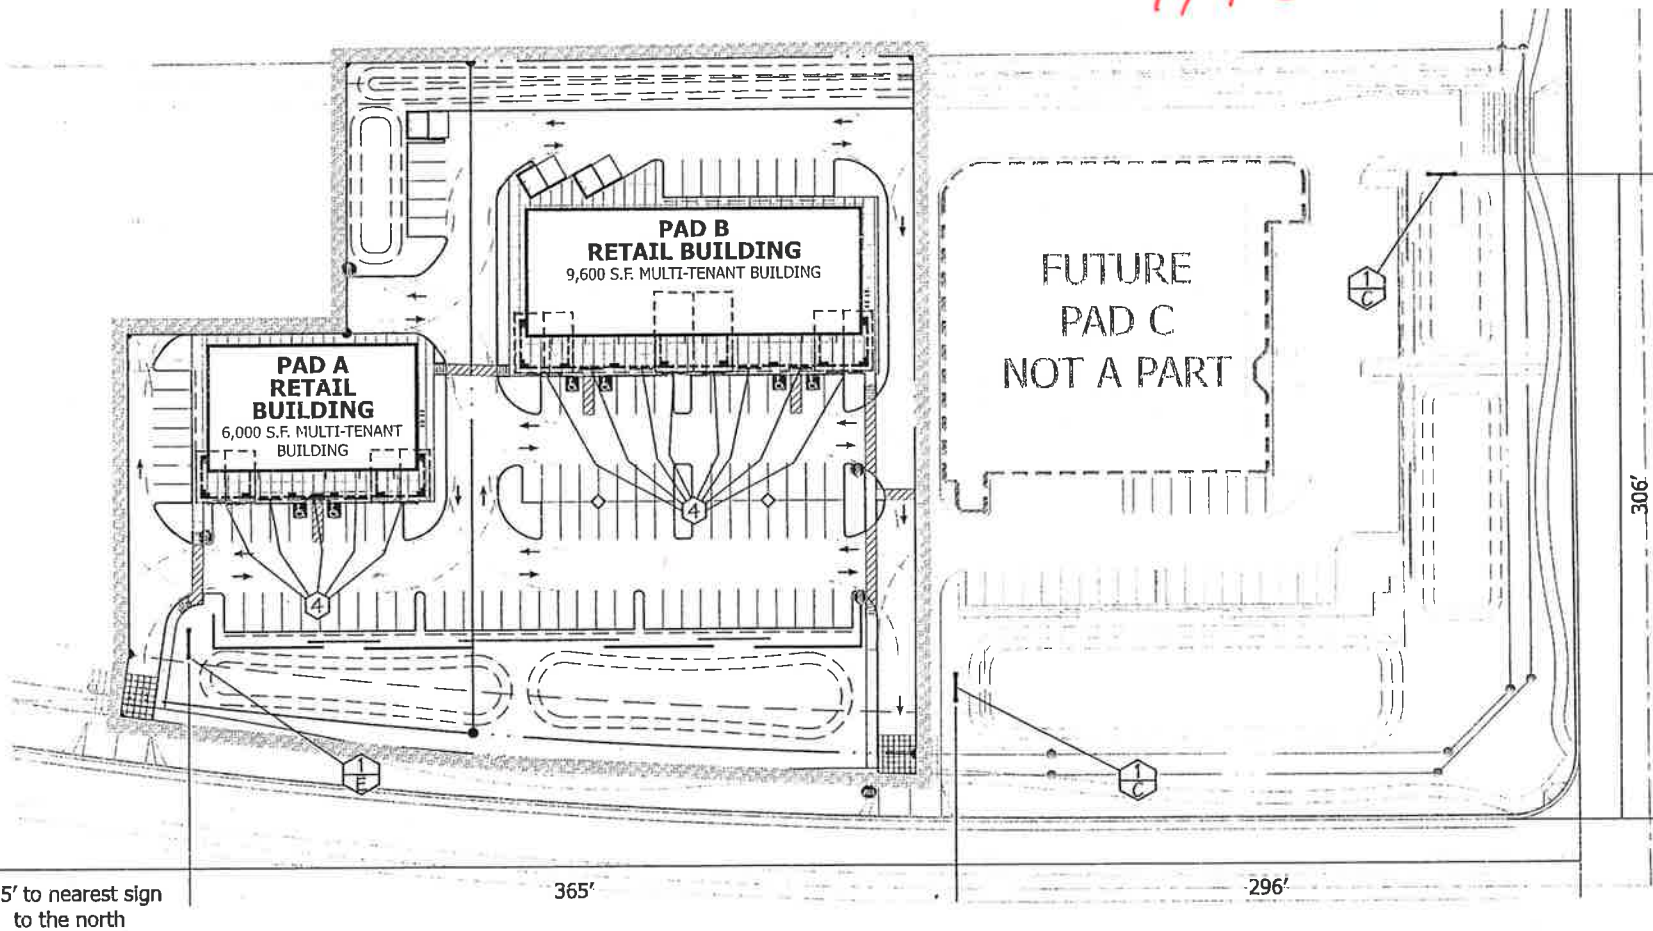 PAD B
RETAIL BUILDING
9,600 S.F. MULTI-TENANT BUILDING
FUTURE
PAD C
NOT A PART
1
C
PAD A
RETAIL
BUILDING
6,000 S.F. MULTI-TENANT
BUILDING
306'
4
4
1
E
1
C
5' to nearest sign
to the north
365'
296'